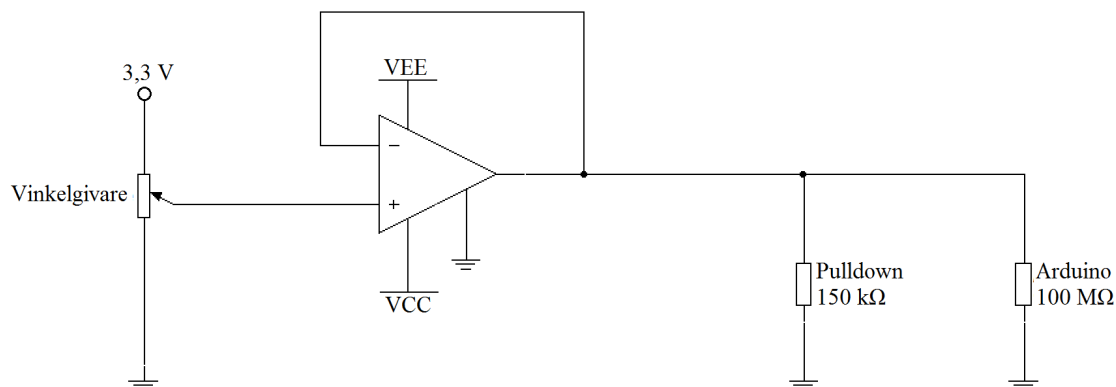 3,3 V
VEE
Vinkelgivare
−
+
VCC
Pulldown
150 kΩ
Arduino
100 MΩ